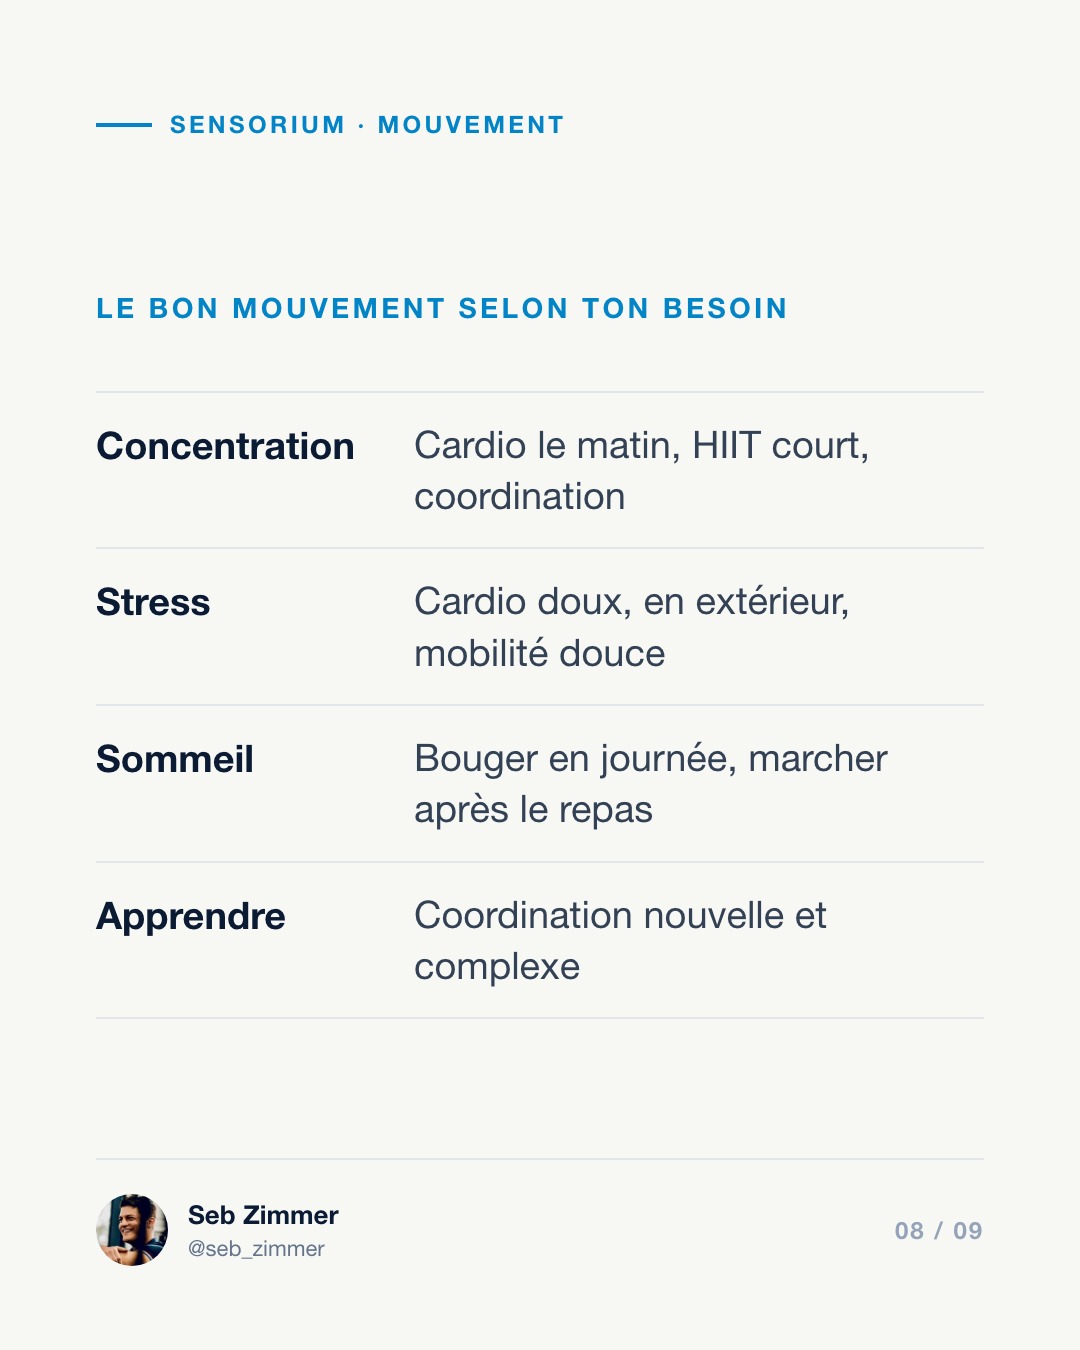 SENSORIUM · MOUVEMENT
LE BON MOUVEMENT SELON TON BESOIN
Concentration
Cardio le matin, HIIT court,
coordination
Stress
Cardio doux, en extérieur,
mobilité douce
Sommeil
Bouger en journée, marcher
après le repas
Apprendre
Coordination nouvelle et
complexe
Seb Zimmer
@seb_zimmer
08 / 09